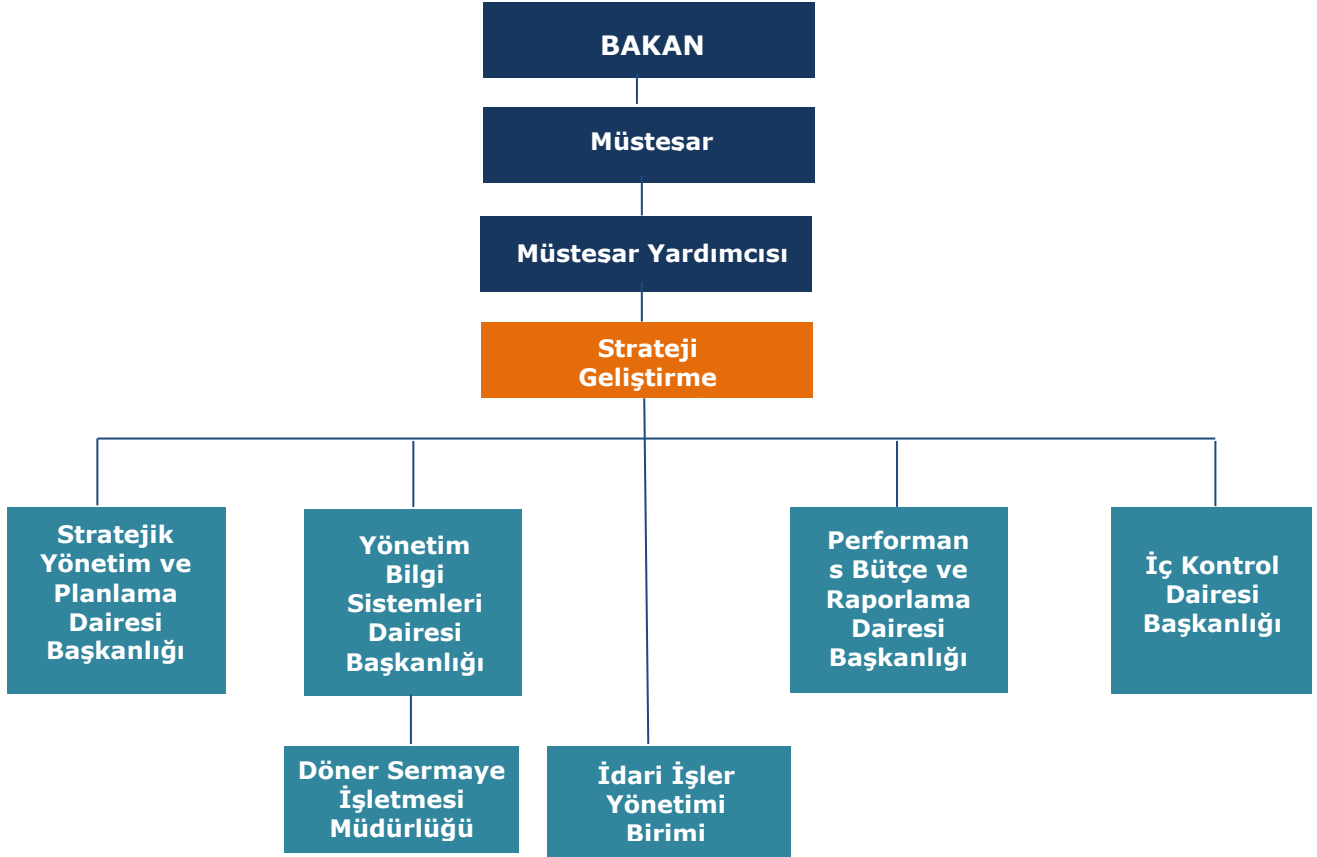 BAKAN
Müsteşar
Müsteşar Yardımcısı
Strateji
Geliştirme
Stratejik
Yönetim ve
Planlama
Dairesi
Başkanlığı
Yönetim
Bilgi
Sistemleri
Dairesi
Başkanlığı
Performan
s Bütçe ve
Raporlama
Dairesi
Başkanlığı
İç Kontrol
Dairesi
Başkanlığı
Döner Sermaye
İşletmesi
Müdürlüğü
İdari İşler
Yönetimi
Birimi